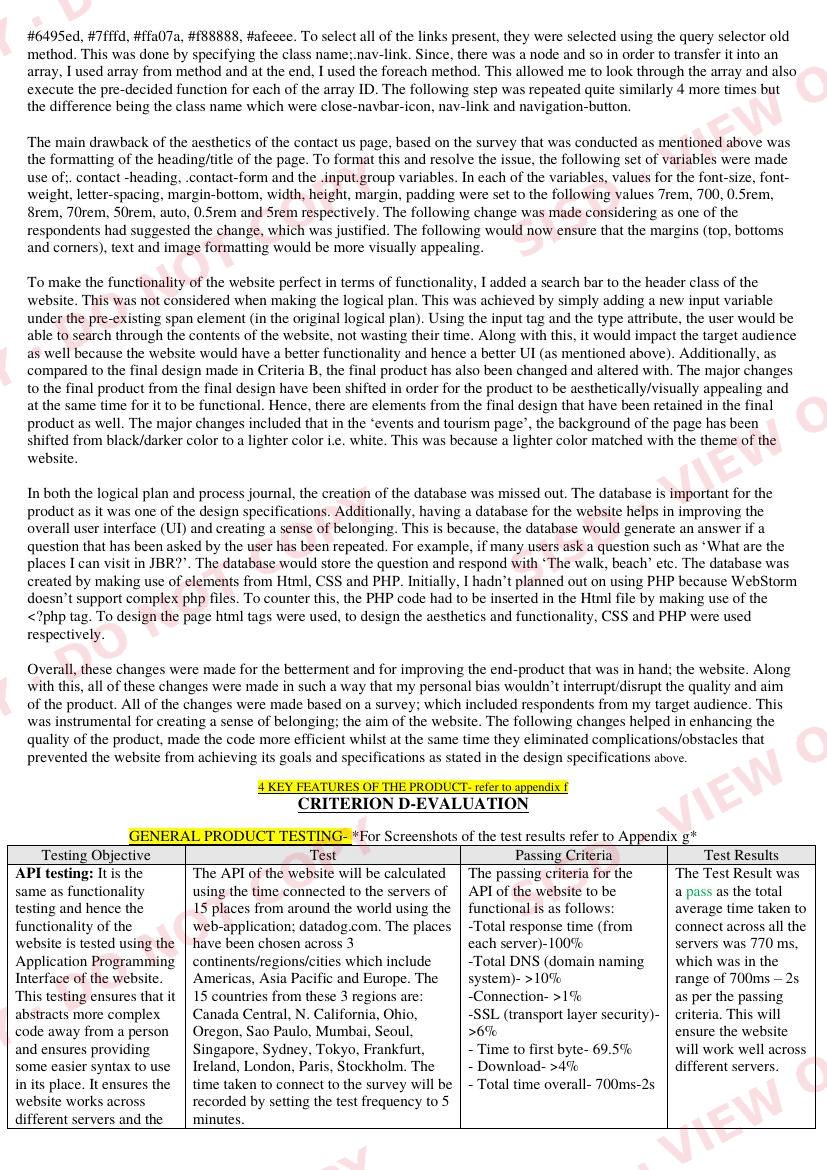 #6495ed, #7fffd, #ffa07a, #f88888, #afeeee. To select all of the links present, they were selected using the query selector old
method. This was done by specifying the class name;.nav-link. Since, there was a node and so in order to transfer it into an
array, I used array from method and at the end, I used the foreach method. This allowed me to look through the array and also
execute the pre-decided function for each of the array ID. The following step was repeated quite similarly 4 more times but
the difference being the class name which were close-navbar-icon, nav-link and navigation-button.
The main drawback of the aesthetics of the contact us page, based on the survey that was conducted as mentioned above was
the formatting of the heading/title of the page. To format this and resolve the issue, the following set of variables were made
use of;. contact -heading, .contact-form and the .input.group variables. In each of the variables, values for the font-size, font-
weight, letter-spacing, margin-bottom, width, height, margin, padding were set to the following values 7rem, 700, 0.5rem,
8rem, 70rem, 50rem, auto, 0.5rem and 5rem respectively. The following change was made considering as one of the
respondents had suggested the change, which was justified. The following would now ensure that the margins (top, bottoms
and corners), text and image formatting would be more visually appealing.
To make the functionality of the website perfect in terms of functionality, I added a search bar to the header class of the
website. This was not considered when making the logical plan. This was achieved by simply adding a new input variable
under the pre-existing span element (in the original logical plan). Using the input tag and the type attribute, the user would be
able to search through the contents of the website, not wasting their time. Along with this, it would impact the target audience
as well because the website would have a better functionality and hence a better UI (as mentioned above). Additionally, as
compared to the final design made in Criteria B, the final product has also been changed and altered with. The major changes
to the final product from the final design have been shifted in order for the product to be aesthetically/visually appealing and
at the same time for it to be functional. Hence, there are elements from the final design that have been retained in the final
product as well. The major changes included that in the ‘events and tourism page’, the background of the page has been
shifted from black/darker color to a lighter color i.e. white. This was because a lighter color matched with the theme of the
website.
In both the logical plan and process journal, the creation of the database was missed out. The database is important for the
product as it was one of the design specifications. Additionally, having a database for the website helps in improving the
overall user interface (UI) and creating a sense of belonging. This is because, the database would generate an answer if a
question that has been asked by the user has been repeated. For example, if many users ask a question such as ‘What are the
places I can visit in JBR?’. The database would store the question and respond with ‘The walk, beach’ etc. The database was
created by making use of elements from Html, CSS and PHP. Initially, I hadn’t planned out on using PHP because WebStorm
doesn’t support complex php files. To counter this, the PHP code had to be inserted in the Html file by making use of the
<?php tag. To design the page html tags were used, to design the aesthetics and functionality, CSS and PHP were used
respectively.
Overall, these changes were made for the betterment and for improving the end-product that was in hand; the website. Along
with this, all of these changes were made in such a way that my personal bias wouldn’t interrupt/disrupt the quality and aim
of the product. All of the changes were made based on a survey; which included respondents from my target audience. This
was instrumental for creating a sense of belonging; the aim of the website. The following changes helped in enhancing the
quality of the product, made the code more efficient whilst at the same time they eliminated complications/obstacles that
prevented the website from achieving its goals and specifications as stated in the design specifications above.
4 KEY FEATURES OF THE PRODUCT- refer to appendix f
CRITERION D-EVALUATION
GENERAL PRODUCT TESTING- *For Screenshots of the test results refer to Appendix g*
Testing Objective
Test
Passing Criteria
Test Results
API testing: It is the
same as functionality
testing and hence the
functionality of the
website is tested using the
Application Programming
Interface of the website.
This testing ensures that it
abstracts more complex
code away from a person
and ensures providing
some easier syntax to use
in its place. It ensures the
website works across
different servers and the
The API of the website will be calculated
using the time connected to the servers of
15 places from around the world using the
web-application; datadog.com. The places
have been chosen across 3
continents/regions/cities which include
Americas, Asia Pacific and Europe. The
15 countries from these 3 regions are:
Canada Central, N. California, Ohio,
Oregon, Sao Paulo, Mumbai, Seoul,
Singapore, Sydney, Tokyo, Frankfurt,
Ireland, London, Paris, Stockholm. The
time taken to connect to the survey will be
recorded by setting the test frequency to 5
minutes.
The passing criteria for the
API of the website to be
functional is as follows:
-Total response time (from
each server)-100%
-Total DNS (domain naming
system)- >10%
-Connection- >1%
-SSL (transport layer security)-
>6%
- Time to first byte- 69.5%
- Download- >4%
- Total time overall- 700ms-2s
The Test Result was
a pass as the total
average time taken to
connect across all the
servers was 770 ms,
which was in the
range of 700ms – 2s
as per the passing
criteria. This will
ensure the website
will work well across
different servers.
SISD - VIEW O
Y - DO NOT COPY
SISD - VIEW O
Y - DO NOT COPY
SISD - VIEW O
Y - DO NOT COPY
VIEW O